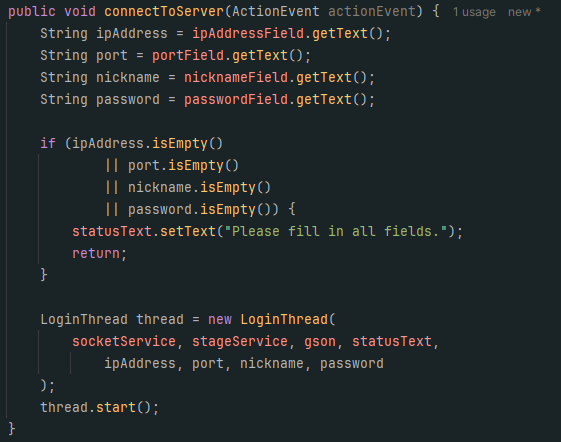 public void connectToServer(ActionEvent actionEvent) { 1 usage new *
    String ipAddress = ipAddressField.getText();
    String port = portField.getText();
    String nickname = nicknameField.getText();
    String password = passwordField.getText();

    if (ipAddress.isEmpty()
            || port.isEmpty()
            || nickname.isEmpty()
            || password.isEmpty()) {
        statusText.setText("Please fill in all fields.");
        return;
    }

    LoginThread thread = new LoginThread(
        socketService, stageService, gson, statusText,
            ipAddress, port, nickname, password
    );
    thread.start();
}